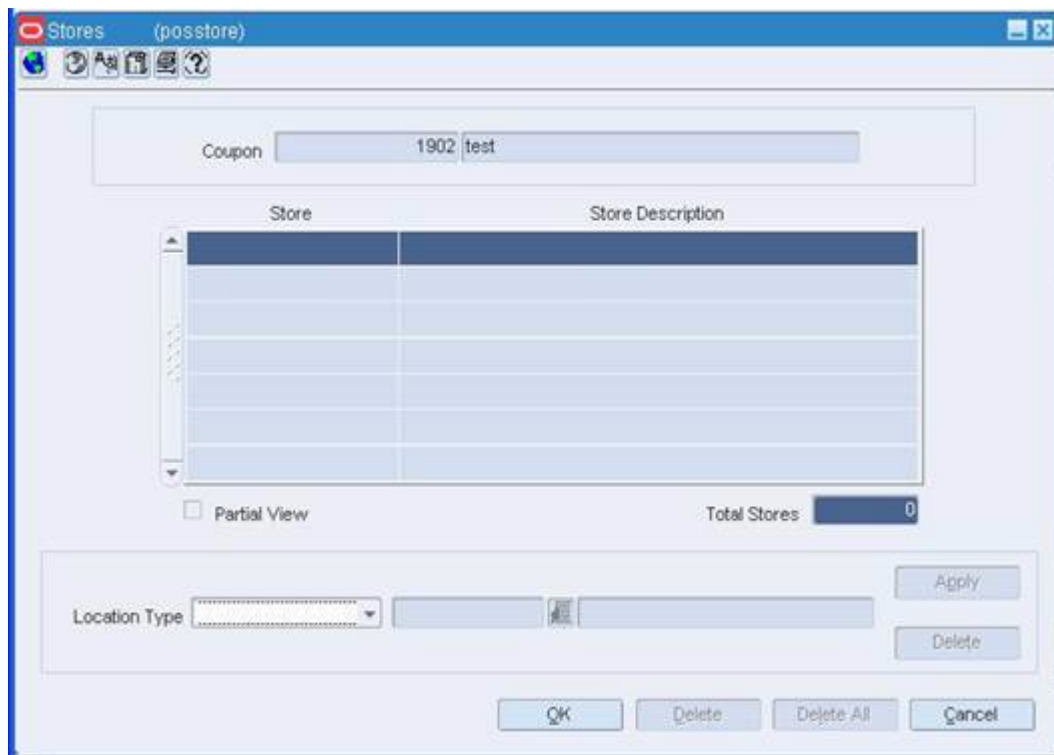 Stores (posstore)
Coupon 1902 test
Store Store Description
Partial View Total Stores 0
Apply
Location Type
Delete
OK Delete Delete All Cancel